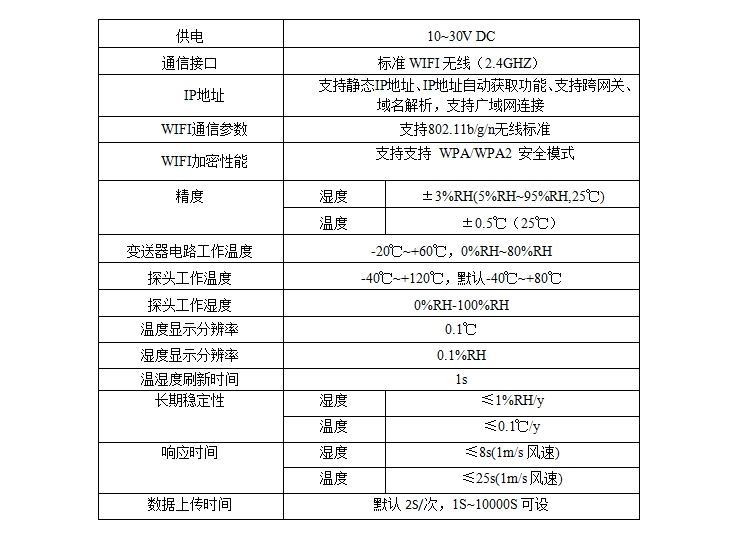 供电 10~30V DC
通信接口 标准 WIFI 无线（2.4GHZ）
IP地址 支持静态IP地址、IP地址自动获取功能、支持跨网关、
域名解析，支持广域网连接
WIFI通信参数 支持802.11b/g/n无线标准
WIFI加密性能 支持支持 WPA/WPA2 安全模式
精度 湿度 ±3%RH(5%RH~95%RH,25℃)
温度 ±0.5℃（25℃）
变送器电路工作温度 -20℃~+60℃，0%RH~80%RH
探头工作温度 -40℃~+120℃，默认-40℃~+80℃
探头工作湿度 0%RH-100%RH
温度显示分辨率 0.1℃
湿度显示分辨率 0.1%RH
温湿度刷新时间 1s
长期稳定性 湿度 ≤1%RH/y
温度 ≤0.1℃/y
响应时间 湿度 ≤8s(1m/s 风速)
温度 ≤25s(1m/s 风速)
数据上传时间 默认 2S/次，1S~10000S 可设